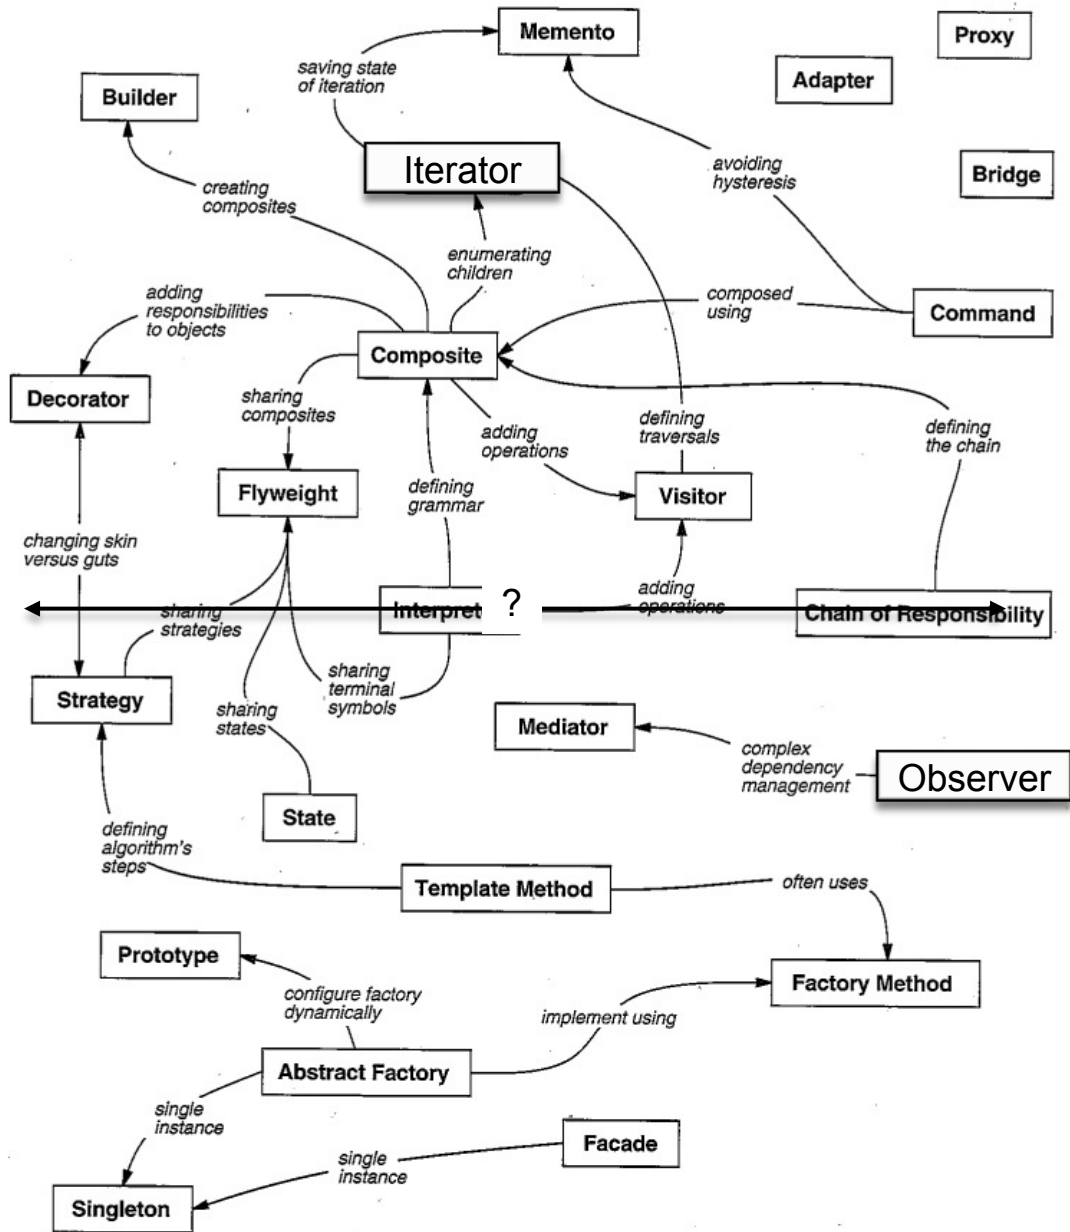 Memento
Proxy
saving state
of iteration
Adapter
Builder
Iterator
avoiding
hysteresis
Bridge
creating
composites
enumerating
children
adding
responsibilities
to objects
composed
using
Command
Composite
Decorator
sharing
composites
adding
operations
defining
traversals
defining
the chain
Flyweight
defining
grammar
Visitor
changing skin
versus guts
adding
operations
sharing
strategies
Interpret
?
Chain of Responsibility
Strategy
sharing
terminal
symbols
sharing
states
Mediator
complex
dependency
management
Observer
State
defining
algorithm's
steps
Template Method
often uses
Prototype
configure factory
dynamically
implement using
Factory Method
Abstract Factory
single
instance
Facade
single
instance
Singleton